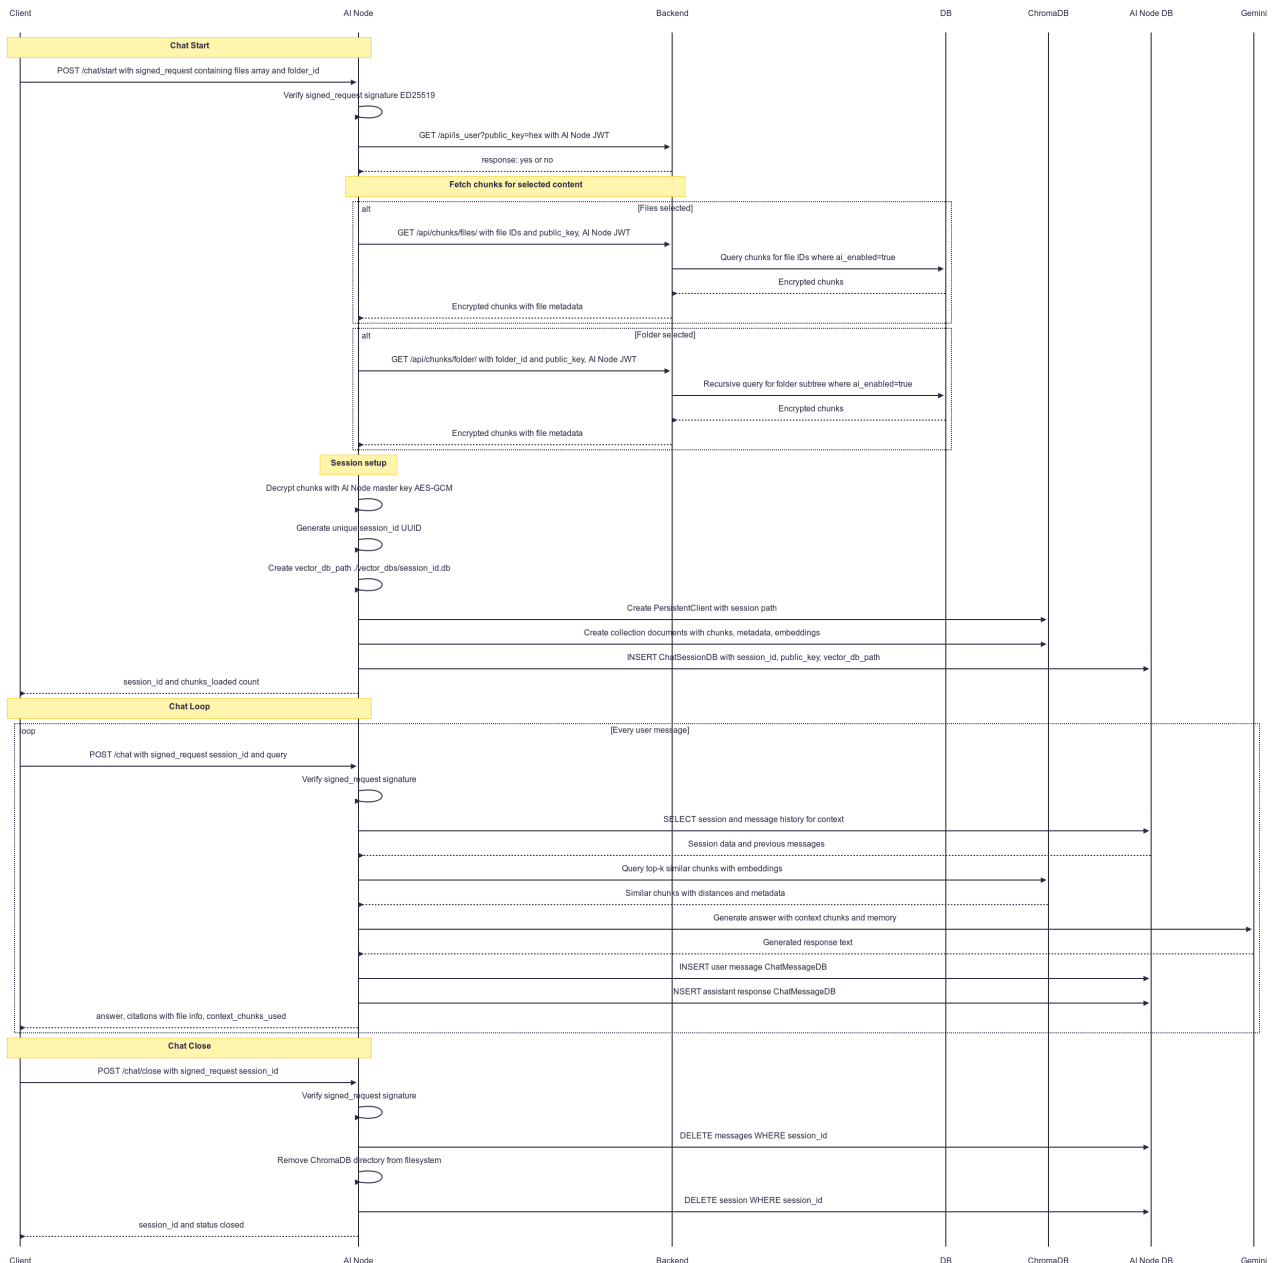 Client AI Node Backend DB ChromaDB AI Node DB Gemini
Chat Start
POST /chat/start with signed_request containing files array and folder_id
Verify signed_request signature ED25519
GET /api/is_user?public_key=hex with AI Node JWT
response: yes or no
Fetch chunks for selected content
alt [Files selected]
GET /api/chunks/files/ with file IDs and public_key, AI Node JWT
Query chunks for file IDs where ai_enabled=true
Encrypted chunks
Encrypted chunks with file metadata
alt [Folder selected]
GET /api/chunks/folder/ with folder_id and public_key, AI Node JWT
Recursive query for folder subtree where ai_enabled=true
Encrypted chunks
Encrypted chunks with file metadata
Session setup
Decrypt chunks with AI Node master key AES-GCM
Generate unique session_id UUID
Create vector_db_path ./vector_dbs/session_id.db
Create PersistentClient with session path
Create collection documents with chunks, metadata, embeddings
INSERT ChatSessionDB with session_id, public_key, vector_db_path
session_id and chunks_loaded count
Chat Loop
loop [Every user message]
POST /chat with signed_request session_id and query
Verify signed_request signature
SELECT session and message history for context
Session data and previous messages
Query top-k similar chunks with embeddings
Similar chunks with distances and metadata
Generate answer with context chunks and memory
Generated response text
INSERT user message ChatMessageDB
INSERT assistant response ChatMessageDB
answer, citations with file info, context_chunks_used
Chat Close
POST /chat/close with signed_request session_id
Verify signed_request signature
DELETE messages WHERE session_id
Remove ChromaDB directory from filesystem
DELETE session WHERE session_id
session_id and status closed
Client AI Node Backend DB ChromaDB AI Node DB Gemini